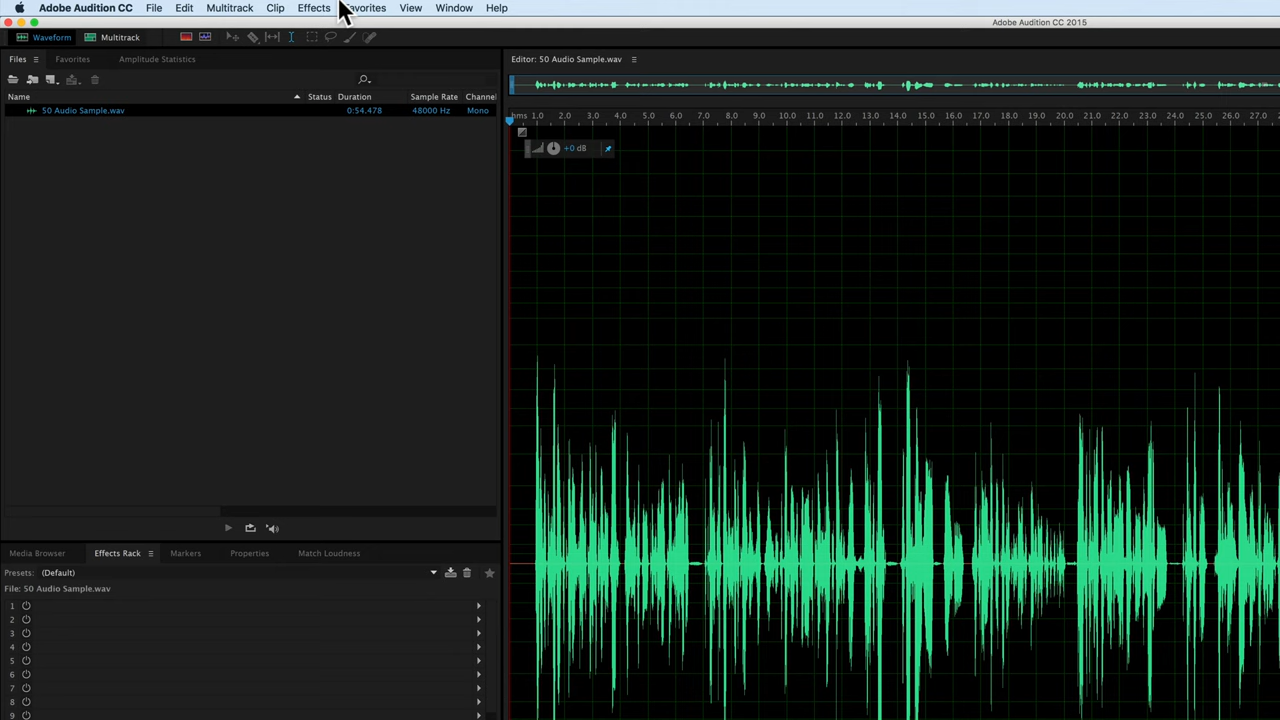 Adobe Audition CC File Edit Multitrack Clip Effects Favorites View Window Help
Adobe Audition CC 2015
Waveform Multitrack
Files Favorites Amplitude Statistics
Name Status Duration Sample Rate Channel
50 Audio Sample.wav 0:54.478 48000 Hz Mono
Editor: 50 Audio Sample.wav
hms 1.0 2.0 3.0 4.0 5.0 6.0 7.0 8.0 9.0 10.0 11.0 12.0 13.0 14.0 15.0 16.0 17.0 18.0 19.0 20.0 21.0 22.0 23.0 24.0 25.0 26.0 27.0
+0 dB
Media Browser Effects Rack Markers Properties Match Loudness
Presets: (Default)
File: 50 Audio Sample.wav
1
2
3
4
5
6
7
8
9